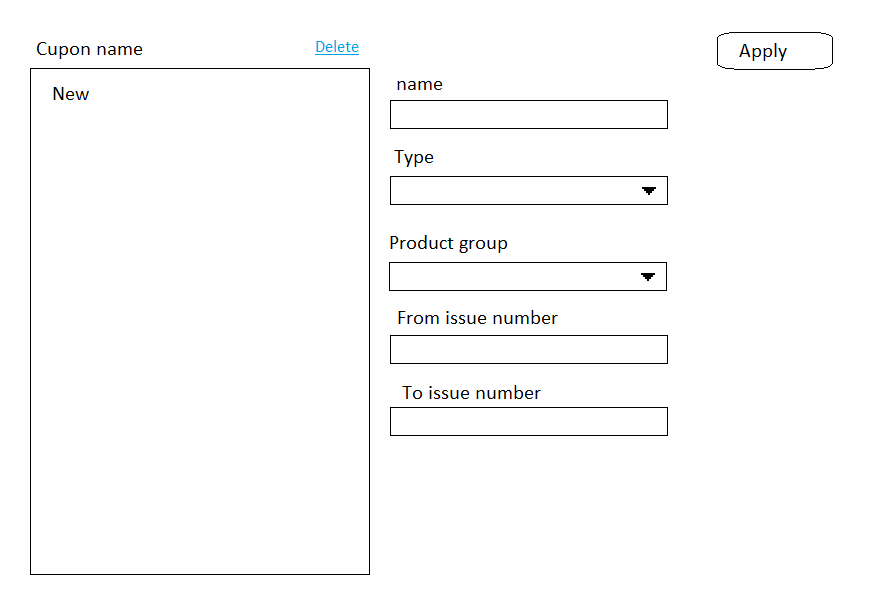 Cupon name
Delete
Apply
New
name
Type
Product group
From issue number
To issue number